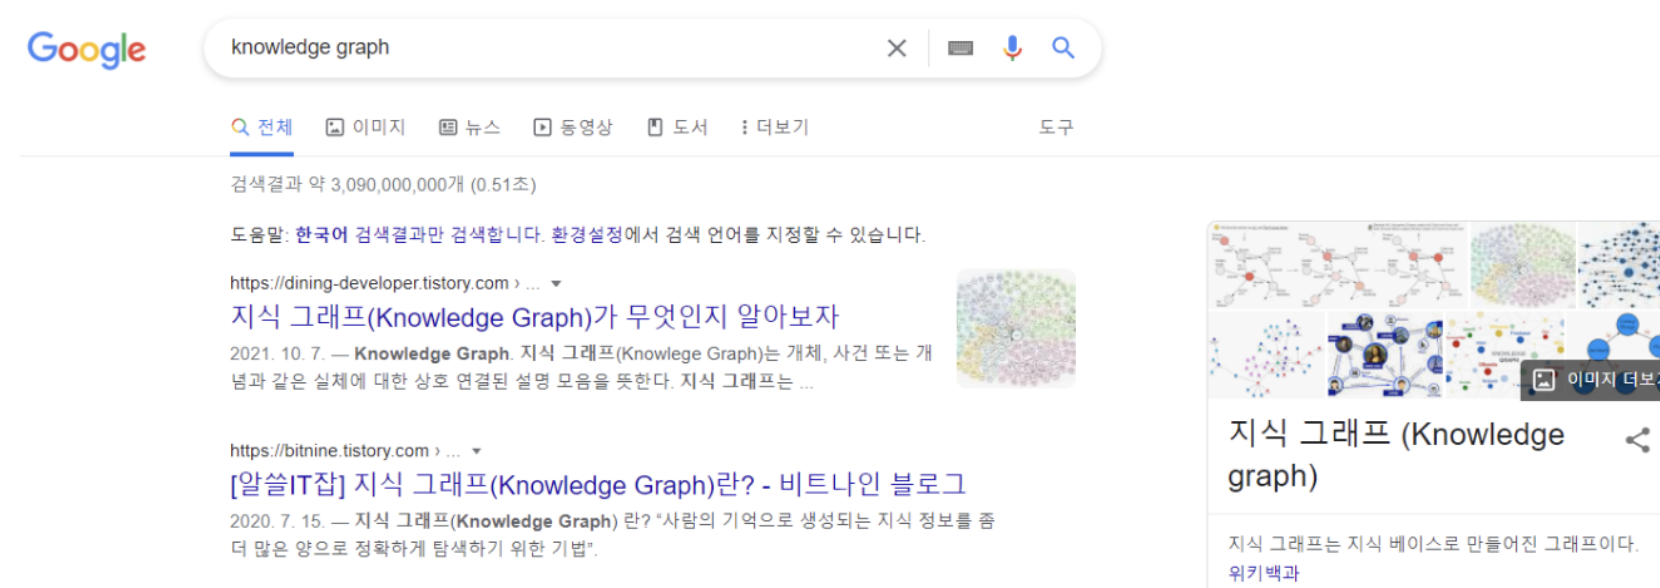 Google
knowledge graph
전체 이미지 뉴스 동영상 도서 더보기 도구
검색결과 약 3,090,000,000개 (0.51초)
도움말: 한국어 검색결과만 검색합니다. 환경설정에서 검색 언어를 지정할 수 있습니다.
https://dining-developer.tistory.com › ...
지식 그래프(Knowledge Graph)가 무엇인지 알아보자
2021. 10. 7. — Knowledge Graph. 지식 그래프(Knowlege Graph)는 개체, 사건 또는 개
념과 같은 실체에 대한 상호 연결된 설명 모음을 뜻한다. 지식 그래프는 ...
https://bitnine.tistory.com › ...
[알쓸IT잡] 지식 그래프(Knowledge Graph)란? - 비트나인 블로그
2020. 7. 15. — 지식 그래프(Knowledge Graph) 란? “사람의 기억으로 생성되는 지식 정보를 좀
더 많은 양으로 정확하게 탐색하기 위한 기법”.
이미지 더보
지식 그래프 (Knowledge
graph)
지식 그래프는 지식 베이스로 만들어진 그래프이다.
위키백과